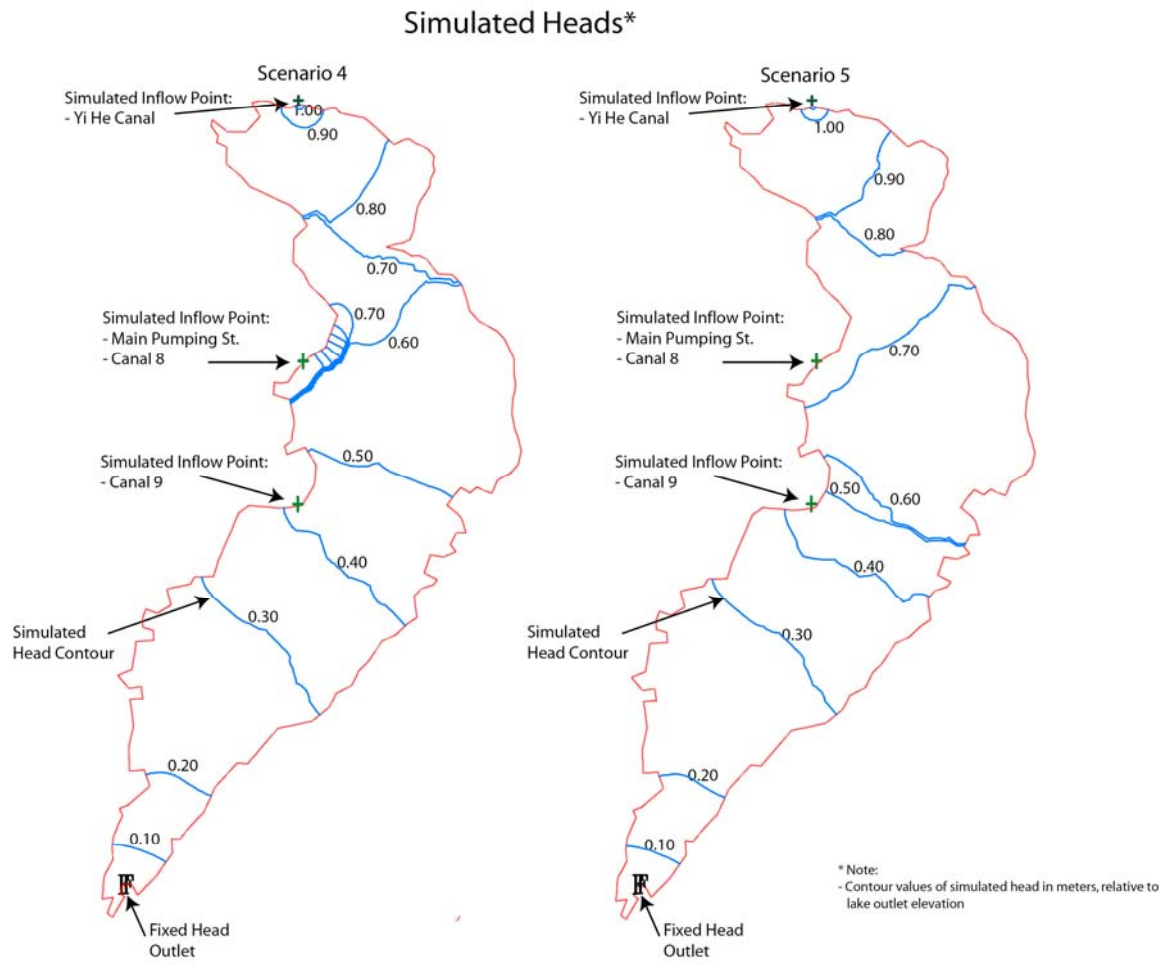 Simulated Heads*
Scenario 4
Simulated Inflow Point:
- Yi He Canal
1.00
0.90
0.80
0.70
0.70
0.60
Simulated Inflow Point:
- Main Pumping St.
- Canal 8
0.50
Simulated Inflow Point:
- Canal 9
0.40
0.30
Simulated
Head Contour
0.20
0.10
F
Fixed Head
Outlet
Scenario 5
Simulated Inflow Point:
- Yi He Canal
1.00
0.90
0.80
Simulated Inflow Point:
- Main Pumping St.
- Canal 8
0.70
Simulated Inflow Point:
- Canal 9
0.50
0.60
0.40
0.30
Simulated
Head Contour
0.20
0.10
F
Fixed Head
Outlet
* Note:
- Contour values of simulated head in meters, relative to
lake outlet elevation